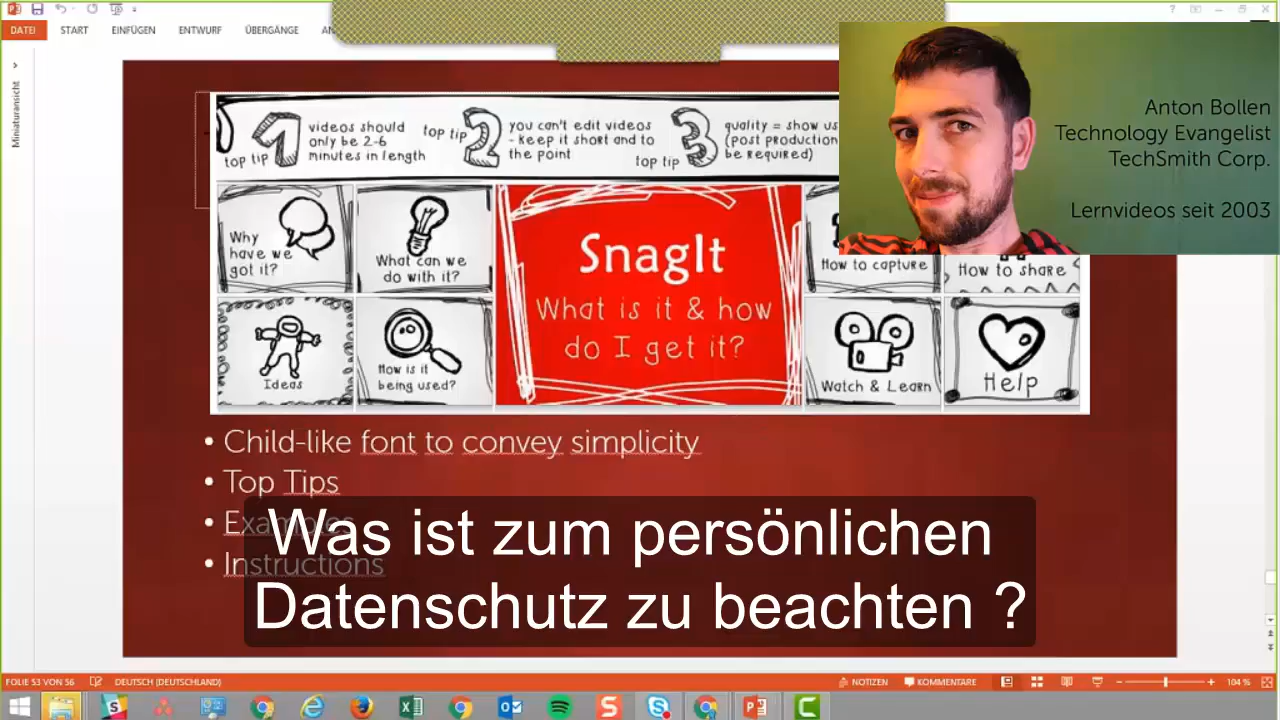 DATEI START EINFÜGEN ENTWURF ÜBERGÄNGE AN
Miniaturansicht
top tip 1 videos should
only be 2-6
minutes in length
top tip 2 you can't edit videos
- keep it short and to
the point
top tip 3 quality = show us
(post production
be required)
Anton Bollen
Technology Evangelist
TechSmith Corp.
Lernvideos seit 2003
Why
have we
got it?
What can we
do with it?
SnagIt
What is it & how
do I get it?
How to capture
How to share
Ideas
How is it
being used?
Watch & Learn
Help
• Child-like font to convey simplicity
• Top Tips
• Examples
• Instructions
Was ist zum persönlichen
Datenschutz zu beachten ?
FOLIE 53 VON 56 DEUTSCH (DEUTSCHLAND) NOTIZEN KOMMENTARE 104 %